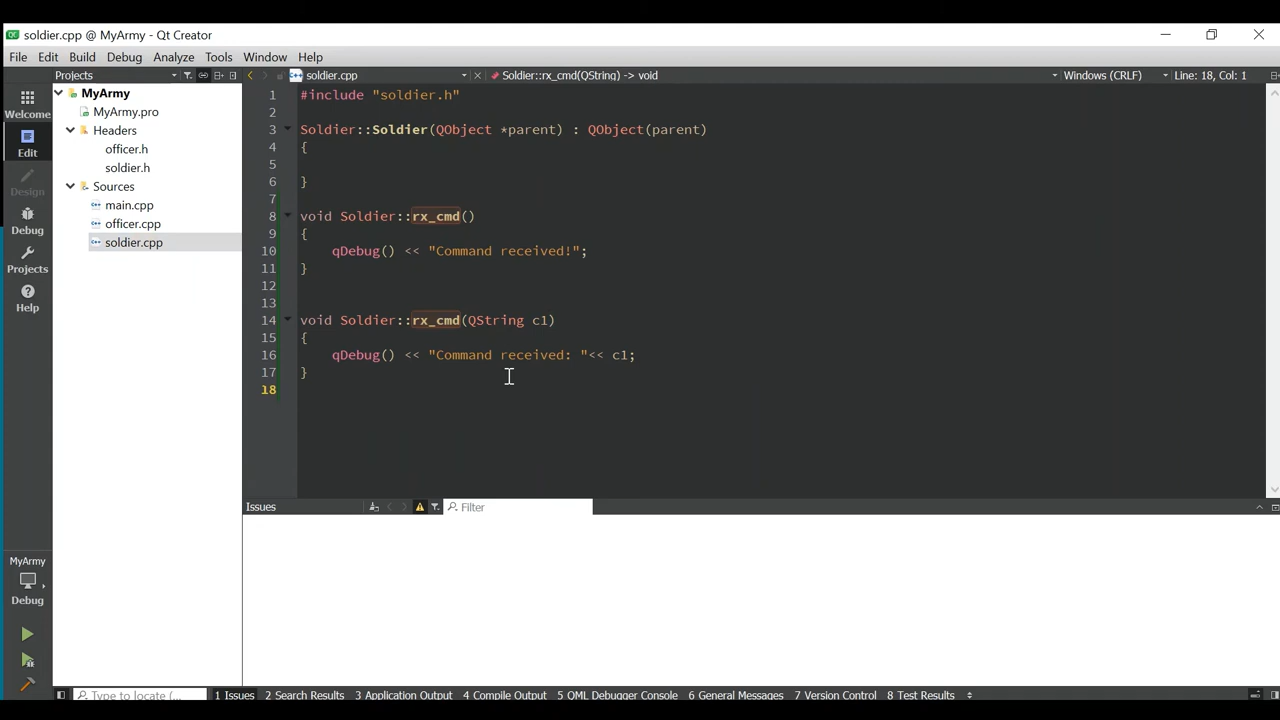 soldier.cpp @ MyArmy - Qt Creator
File Edit Build Debug Analyze Tools Window Help
Projects soldier.cpp Soldier::rx_cmd(QString) -> void Windows (CRLF) Line: 18, Col: 1
MyArmy
MyArmy.pro
Headers
officer.h
soldier.h
Sources
main.cpp
officer.cpp
soldier.cpp
Welcome
Edit
Design
Debug
Projects
Help
MyArmy
Debug
1 #include "soldier.h"
2
3 Soldier::Soldier(QObject *parent) : QObject(parent)
4 {
5
6 }
7
8 void Soldier::rx_cmd()
9 {
10 qDebug() << "Command received!";
11 }
12
13
14 void Soldier::rx_cmd(QString c1)
15 {
16 qDebug() << "Command received: "<< c1;
17 }
18
Issues Filter
Type to locate (... 1 Issues 2 Search Results 3 Application Output 4 Compile Output 5 QML Debugger Console 6 General Messages 7 Version Control 8 Test Results